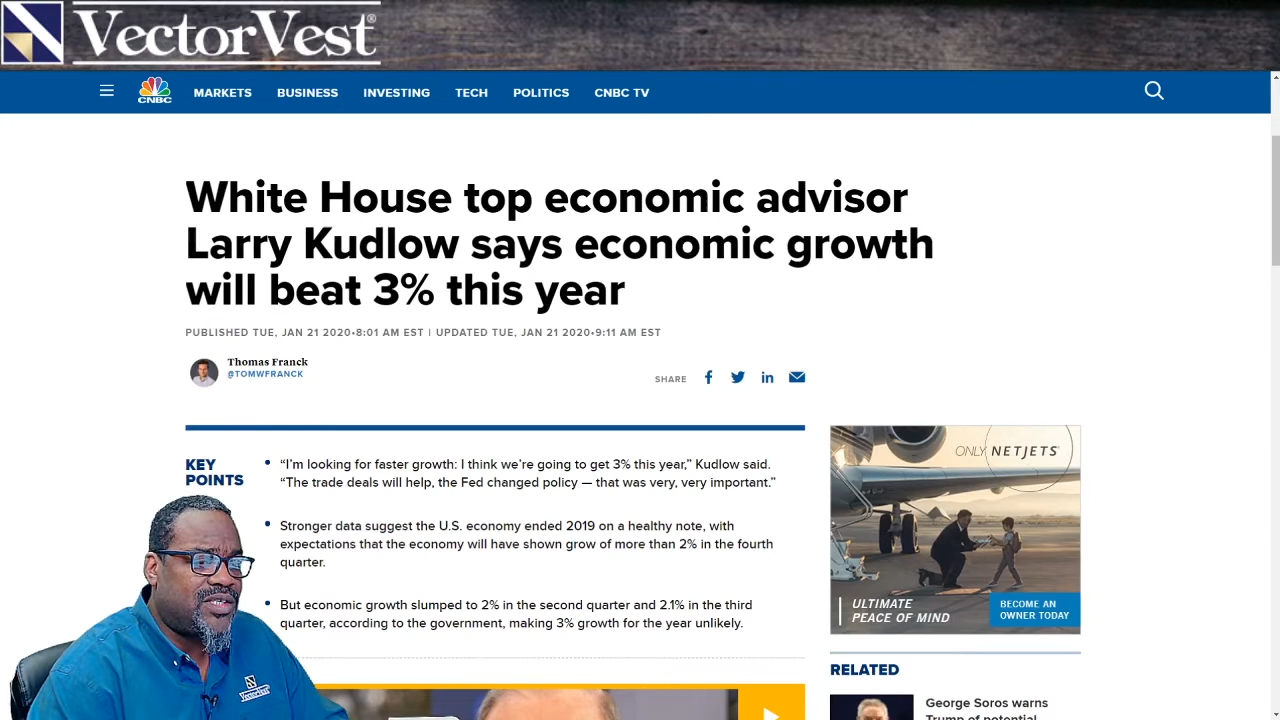 VectorVest®
CNBC
MARKETS BUSINESS INVESTING TECH POLITICS CNBC TV
White House top economic advisor
Larry Kudlow says economic growth
will beat 3% this year
PUBLISHED TUE, JAN 21 2020•8:01 AM EST | UPDATED TUE, JAN 21 2020•9:11 AM EST
Thomas Franck
@TOMWFRANCK
SHARE
KEY
POINTS
“I’m looking for faster growth: I think we’re going to get 3% this year,” Kudlow said.
“The trade deals will help, the Fed changed policy — that was very, very important.”
Stronger data suggest the U.S. economy ended 2019 on a healthy note, with
expectations that the economy will have shown grow of more than 2% in the fourth
quarter.
But economic growth slumped to 2% in the second quarter and 2.1% in the third
quarter, according to the government, making 3% growth for the year unlikely.
ONLY NETJETS
ULTIMATE
PEACE OF MIND
BECOME AN
OWNER TODAY
RELATED
George Soros warns
Trump of potential
VectorVest